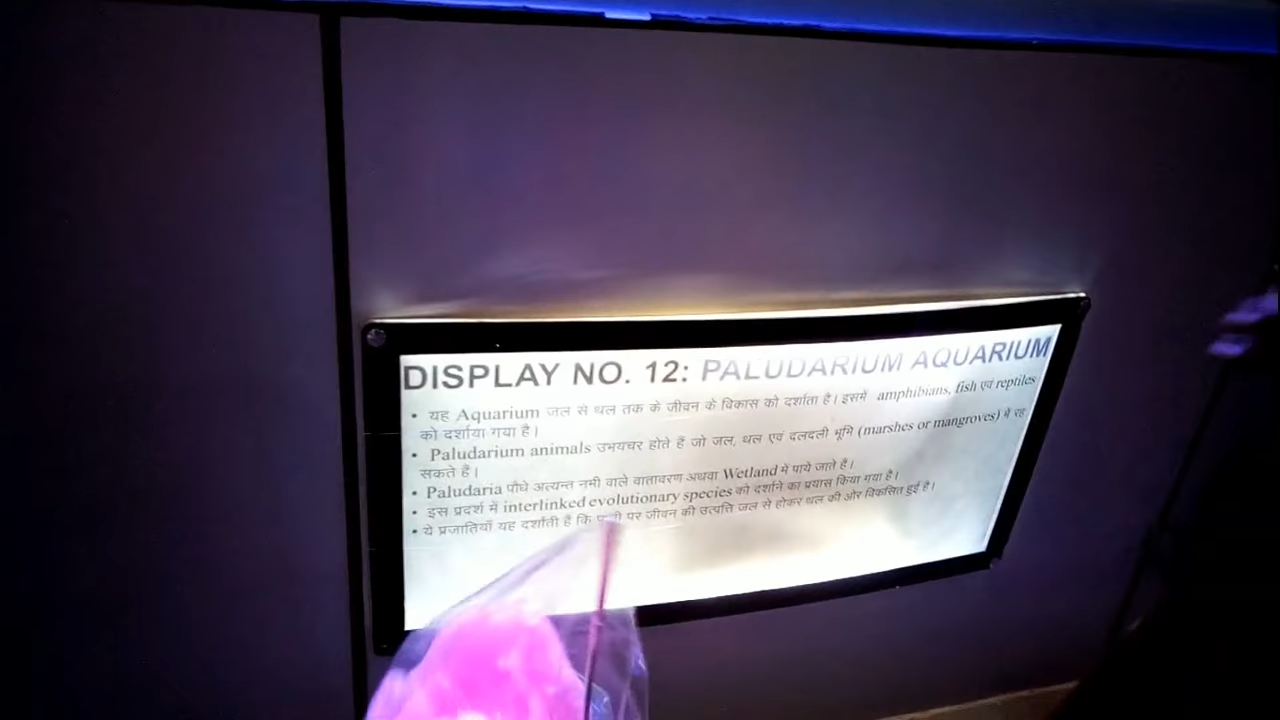 DISPLAY NO. 12: PALUDARIUM AQUARIUM
• यह Aquarium जल से थल तक के जीवन के विकास को दर्शाता है। इसमें amphibians, fish एवं reptiles
को दर्शाया गया है।
• Paludarium animals उभयचर होते हैं जो जल, थल एवं दलदली भूमि (marshes or mangroves) में रह
सकते हैं।
• Paludaria पौधे अत्यन्त नमी वाले वातावरण अथवा Wetland में पाये जाते है।
• इस प्रदर्श में interlinked evolutionary species को दर्शाने का प्रयास किया गया है।
• ये प्रजातियाँ यह दर्शाती हैं कि पर जीवन की उत्पत्ति जल से होकर थल की ओर विकसित हुई है।